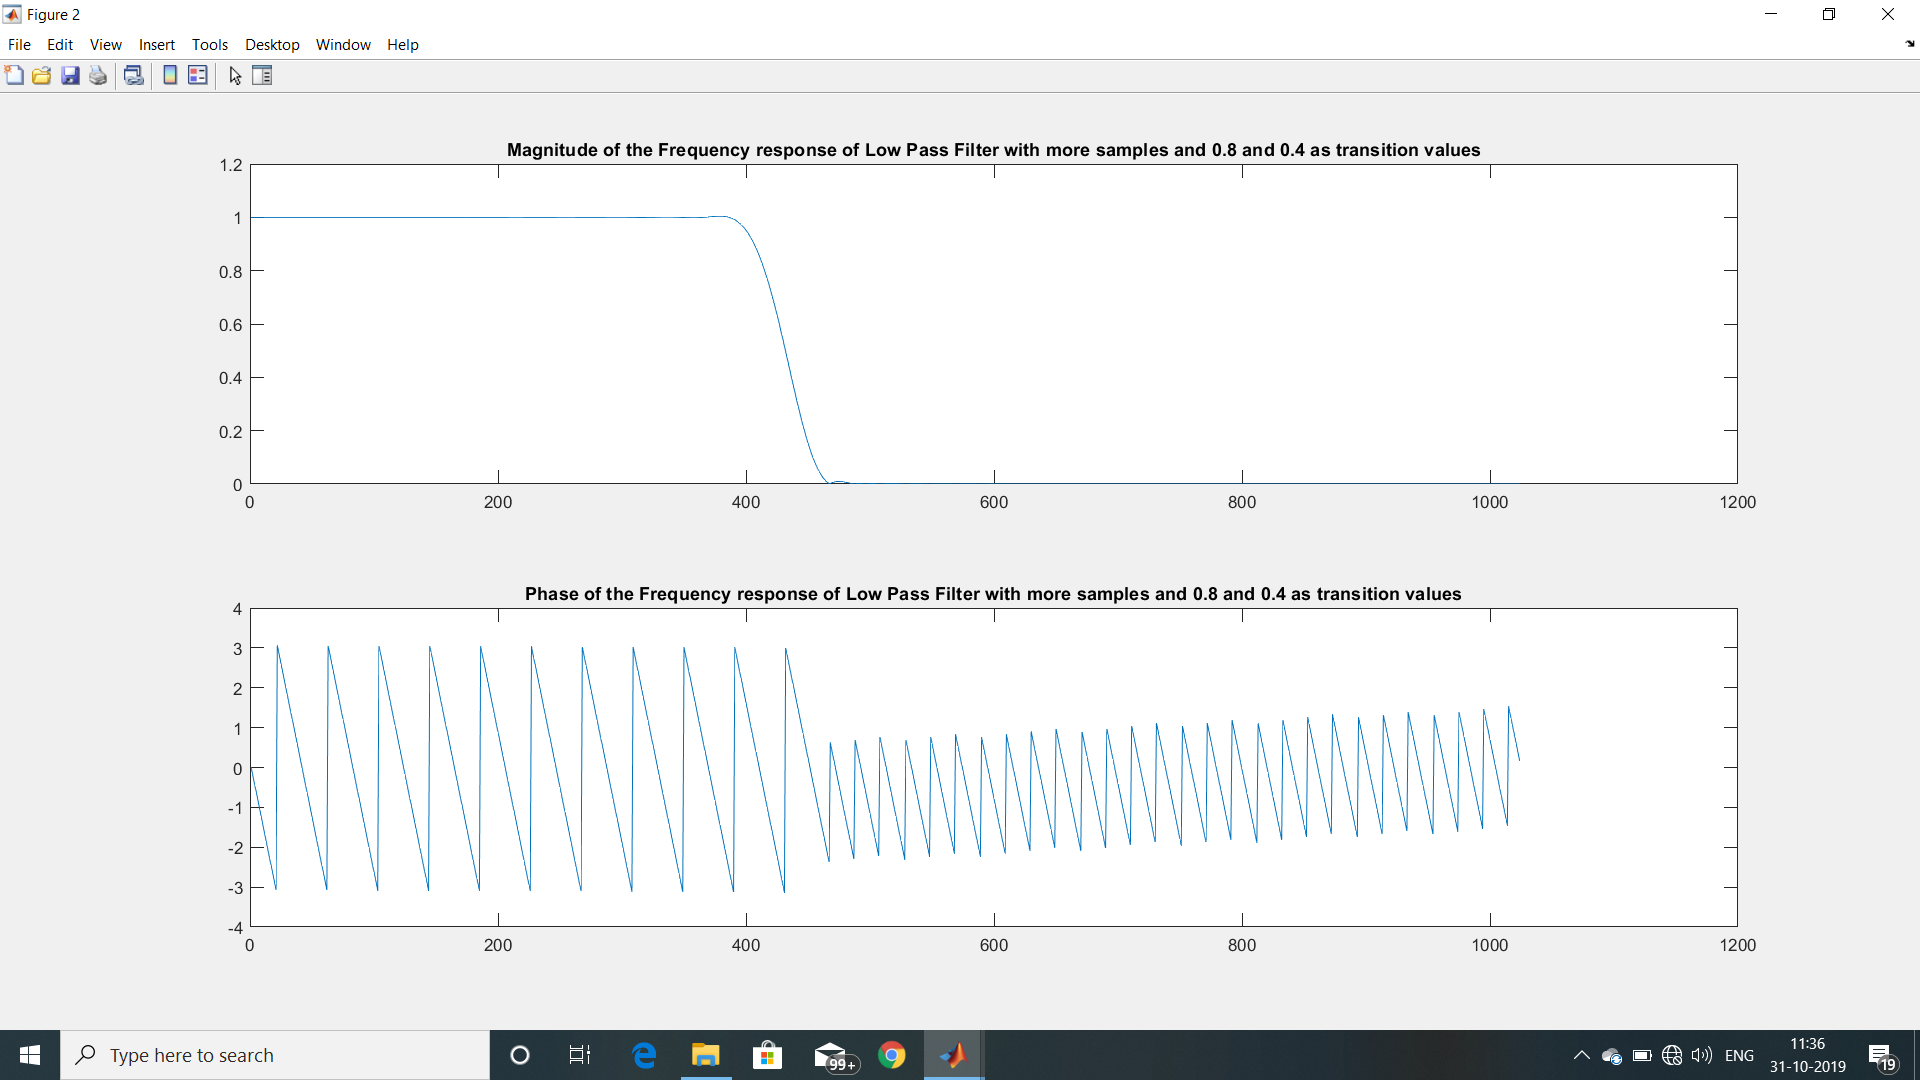 Figure 2
File Edit View Insert Tools Desktop Window Help
Magnitude of the Frequency response of Low Pass Filter with more samples and 0.8 and 0.4 as transition values
1.2
1
0.8
0.6
0.4
0.2
0
0 200 400 600 800 1000 1200
Phase of the Frequency response of Low Pass Filter with more samples and 0.8 and 0.4 as transition values
4
3
2
1
0
-1
-2
-3
-4
0 200 400 600 800 1000 1200
Type here to search
99+
ENG
11:36
31-10-2019
19